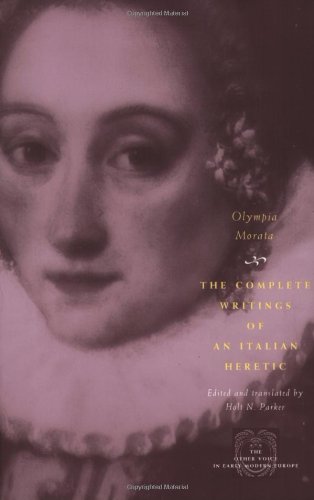 Olympia
Morata
THE COMPLETE
WRITINGS
OF
AN ITALIAN
HERETIC
Edited and translated by
Holt N. Parker
THE
OTHER VOICE
IN EARLY MODERN EUROPE